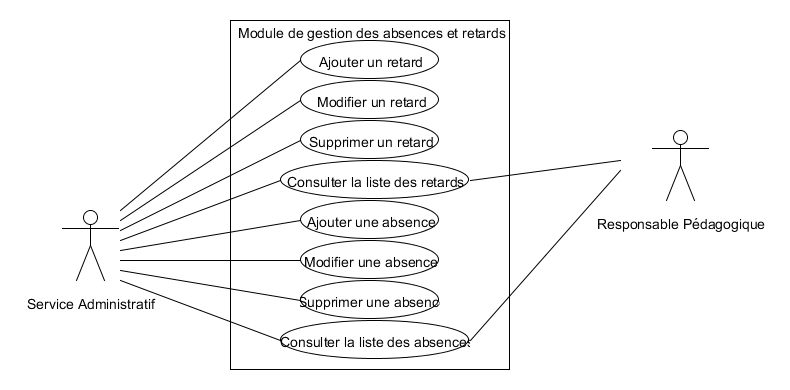 Module de gestion des absences et retards
Ajouter un retard
Modifier un retard
Supprimer un retard
Consulter la liste des retards
Ajouter une absence
Modifier une absence
Supprimer une absenc
Consulter la liste des absences
Service Administratif
Responsable Pédagogique